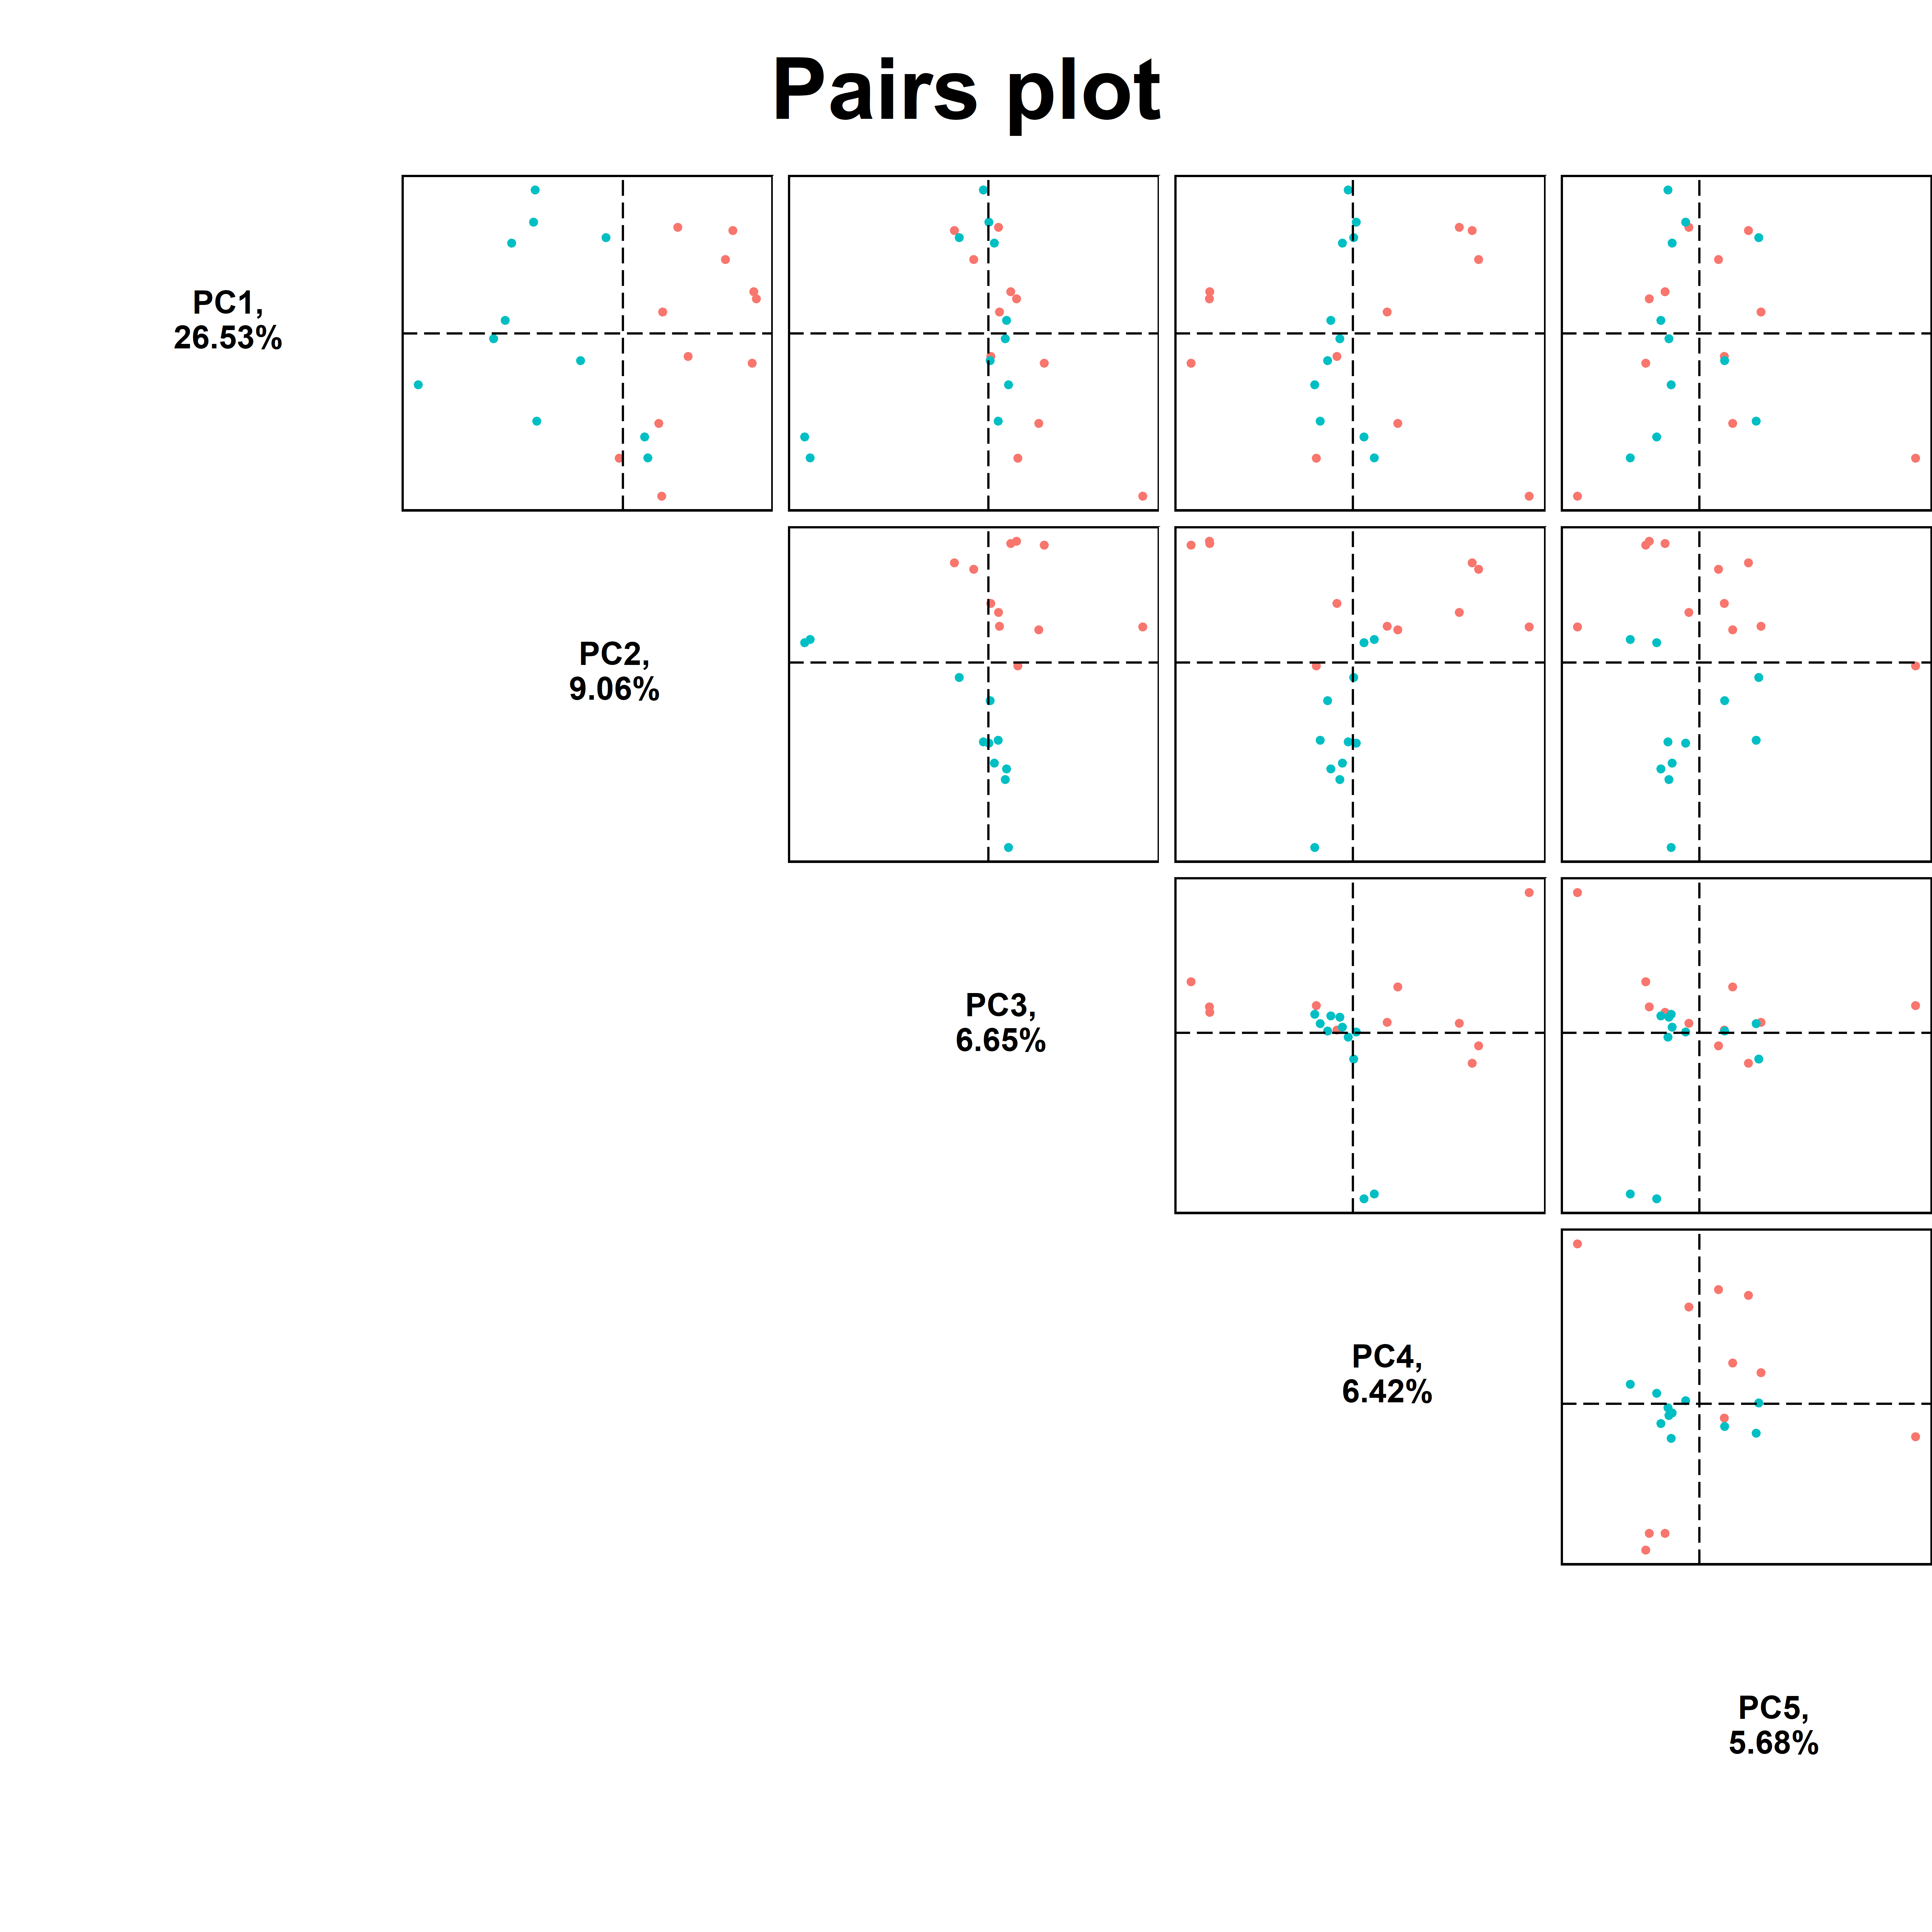 Pairs plot
PC1,
26.53%
PC2,
9.06%
PC3,
6.65%
PC4,
6.42%
PC5,
5.68%